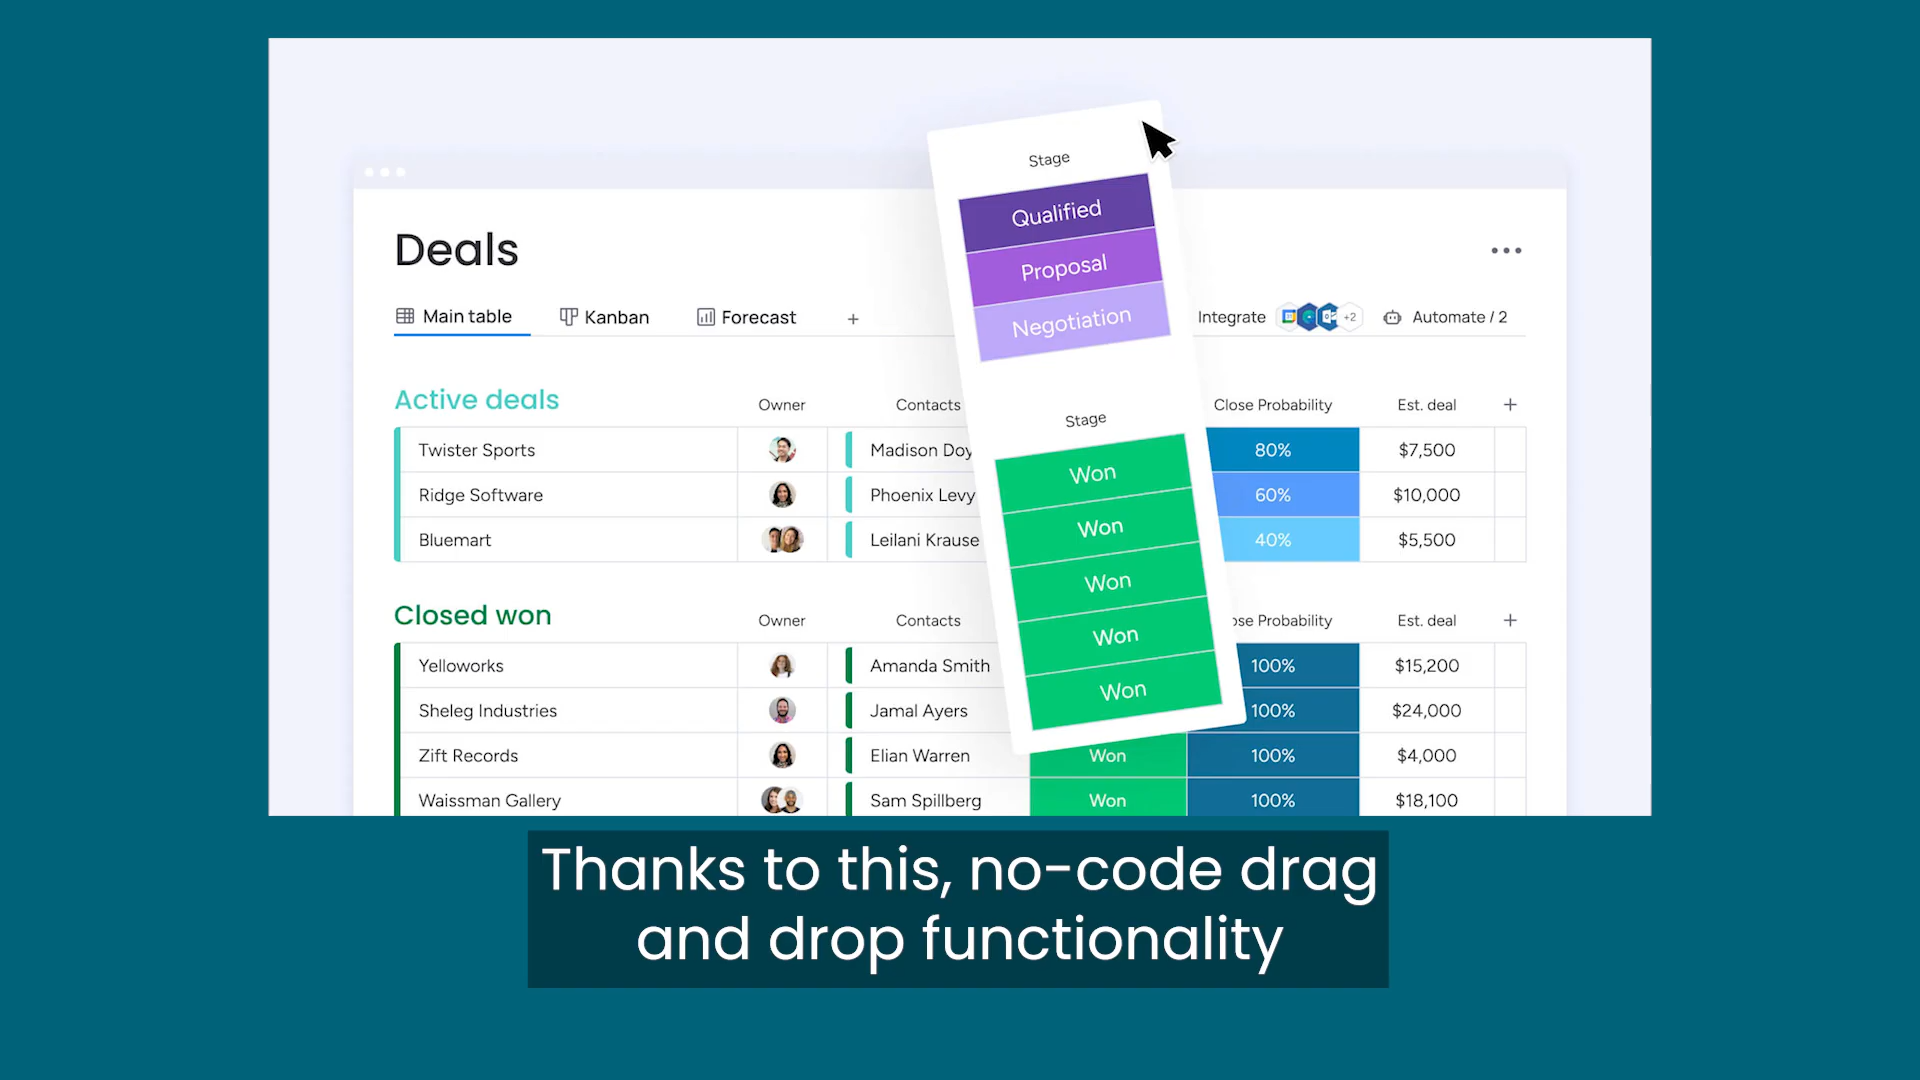 Stage
Qualified
Proposal
Negotiation
Deals
Main table
Kanban
Forecast
+
Integrate
+2
Automate / 2
Active deals
Owner
Contacts
Stage
Close Probability
Est. deal
+
Twister Sports
Madison Doy
80%
$7,500
Ridge Software
Phoenix Levy
60%
$10,000
Bluemart
Leilani Krause
40%
$5,500
Won
Won
Won
Won
Won
Closed won
Owner
Contacts
ose Probability
Est. deal
+
Yelloworks
Amanda Smith
100%
$15,200
Sheleg Industries
Jamal Ayers
100%
$24,000
Zift Records
Elian Warren
Won
100%
$4,000
Waissman Gallery
Sam Spillberg
Won
100%
$18,100
Thanks to this, no-code drag
and drop functionality